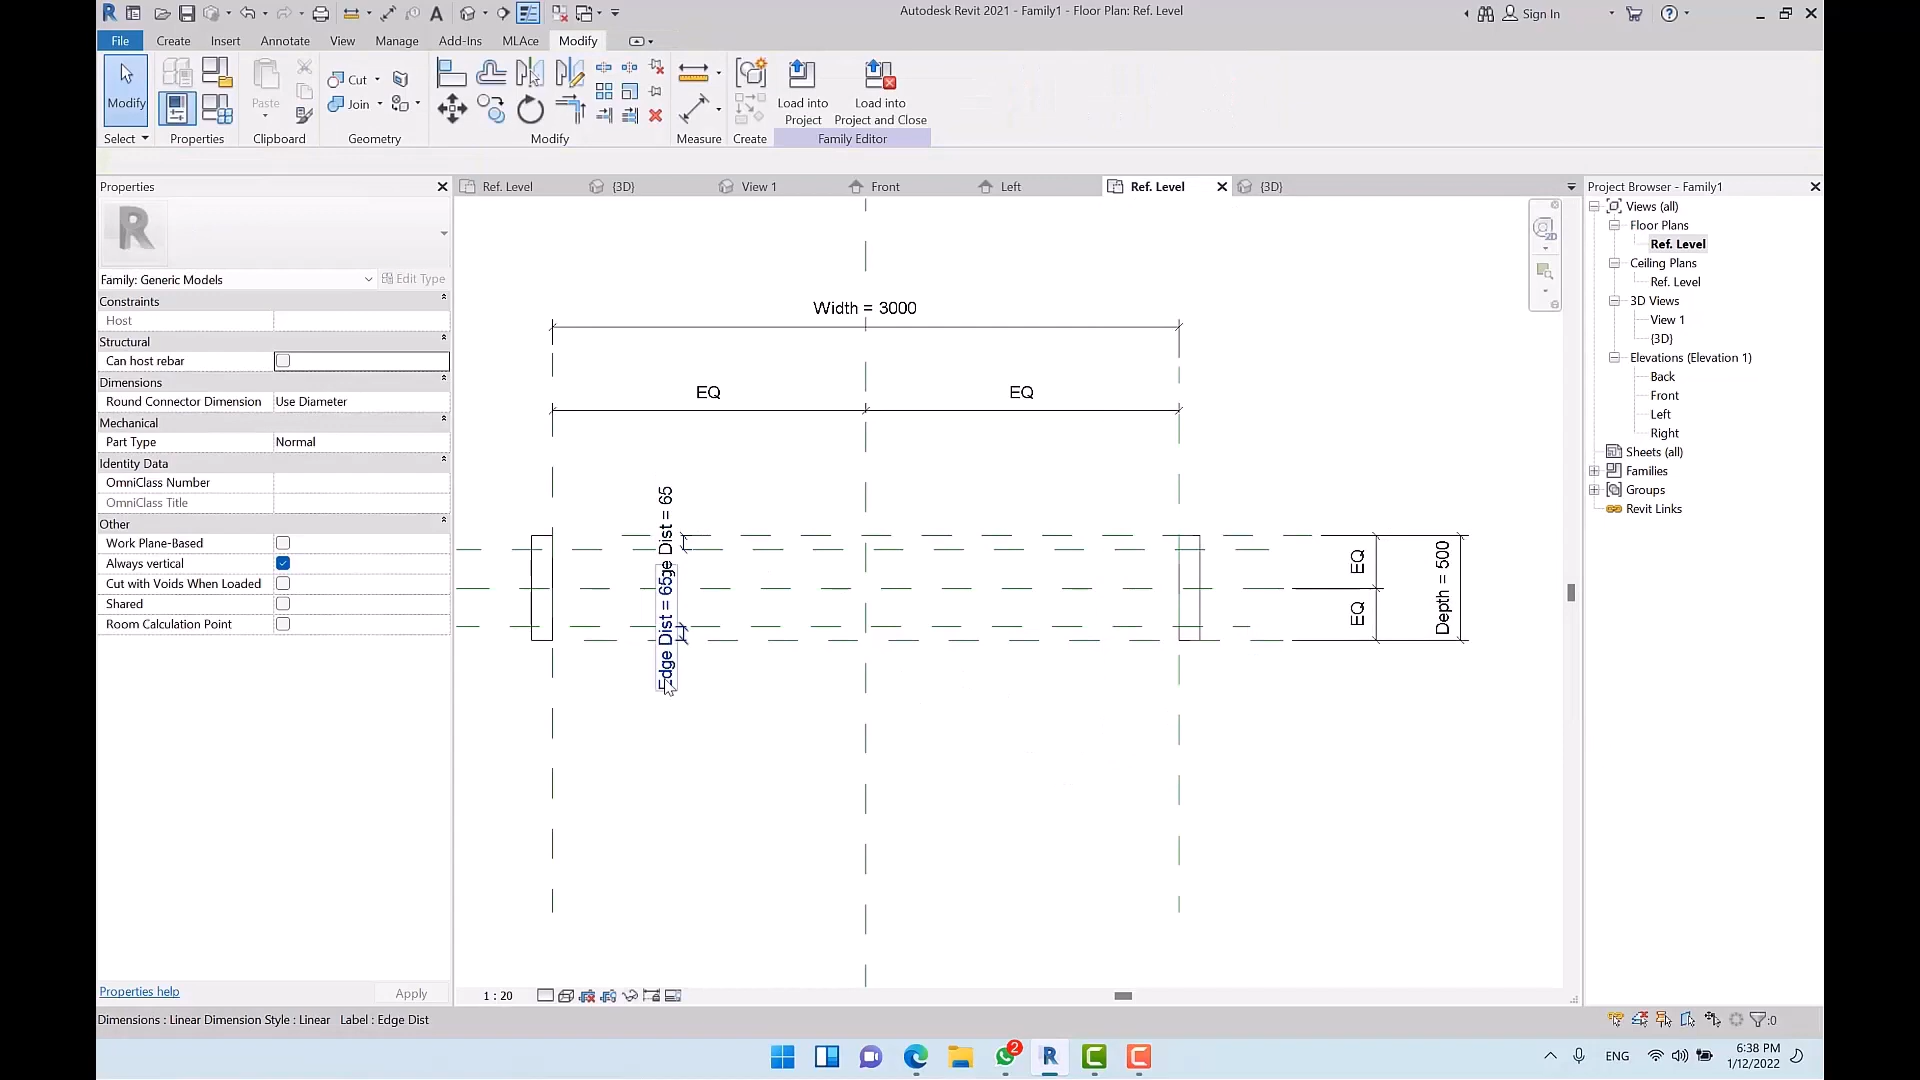 Autodesk Revit 2021 - Family1 - Floor Plan: Ref. Level
Sign In
File
Create
Insert
Annotate
View
Manage
Add-Ins
MLAce
Modify
Modify
Paste
Cut
Join
Load into
Project
Load into
Project and Close
Select
Properties
Clipboard
Geometry
Modify
Measure
Create
Family Editor
Properties
Family: Generic Models
Edit Type
Constraints
Host
Structural
Can host rebar
Dimensions
Round Connector Dimension Use Diameter
Mechanical
Part Type Normal
Identity Data
OmniClass Number
OmniClass Title
Other
Work Plane-Based
Always vertical
Cut with Voids When Loaded
Shared
Room Calculation Point
Properties help
Apply
Ref. Level
{3D}
View 1
Front
Left
Ref. Level
{3D}
2D
Width = 3000
EQ
EQ
Edge Dist = 65
Edge Dist = 65
EQ
EQ
Depth = 500
1 : 20
Project Browser - Family1
Views (all)
Floor Plans
Ref. Level
Ceiling Plans
Ref. Level
3D Views
View 1
{3D}
Elevations (Elevation 1)
Back
Front
Left
Right
Sheets (all)
Families
Groups
Revit Links
Dimensions : Linear Dimension Style : Linear Label : Edge Dist
:0
2
ENG
6:38 PM
1/12/2022